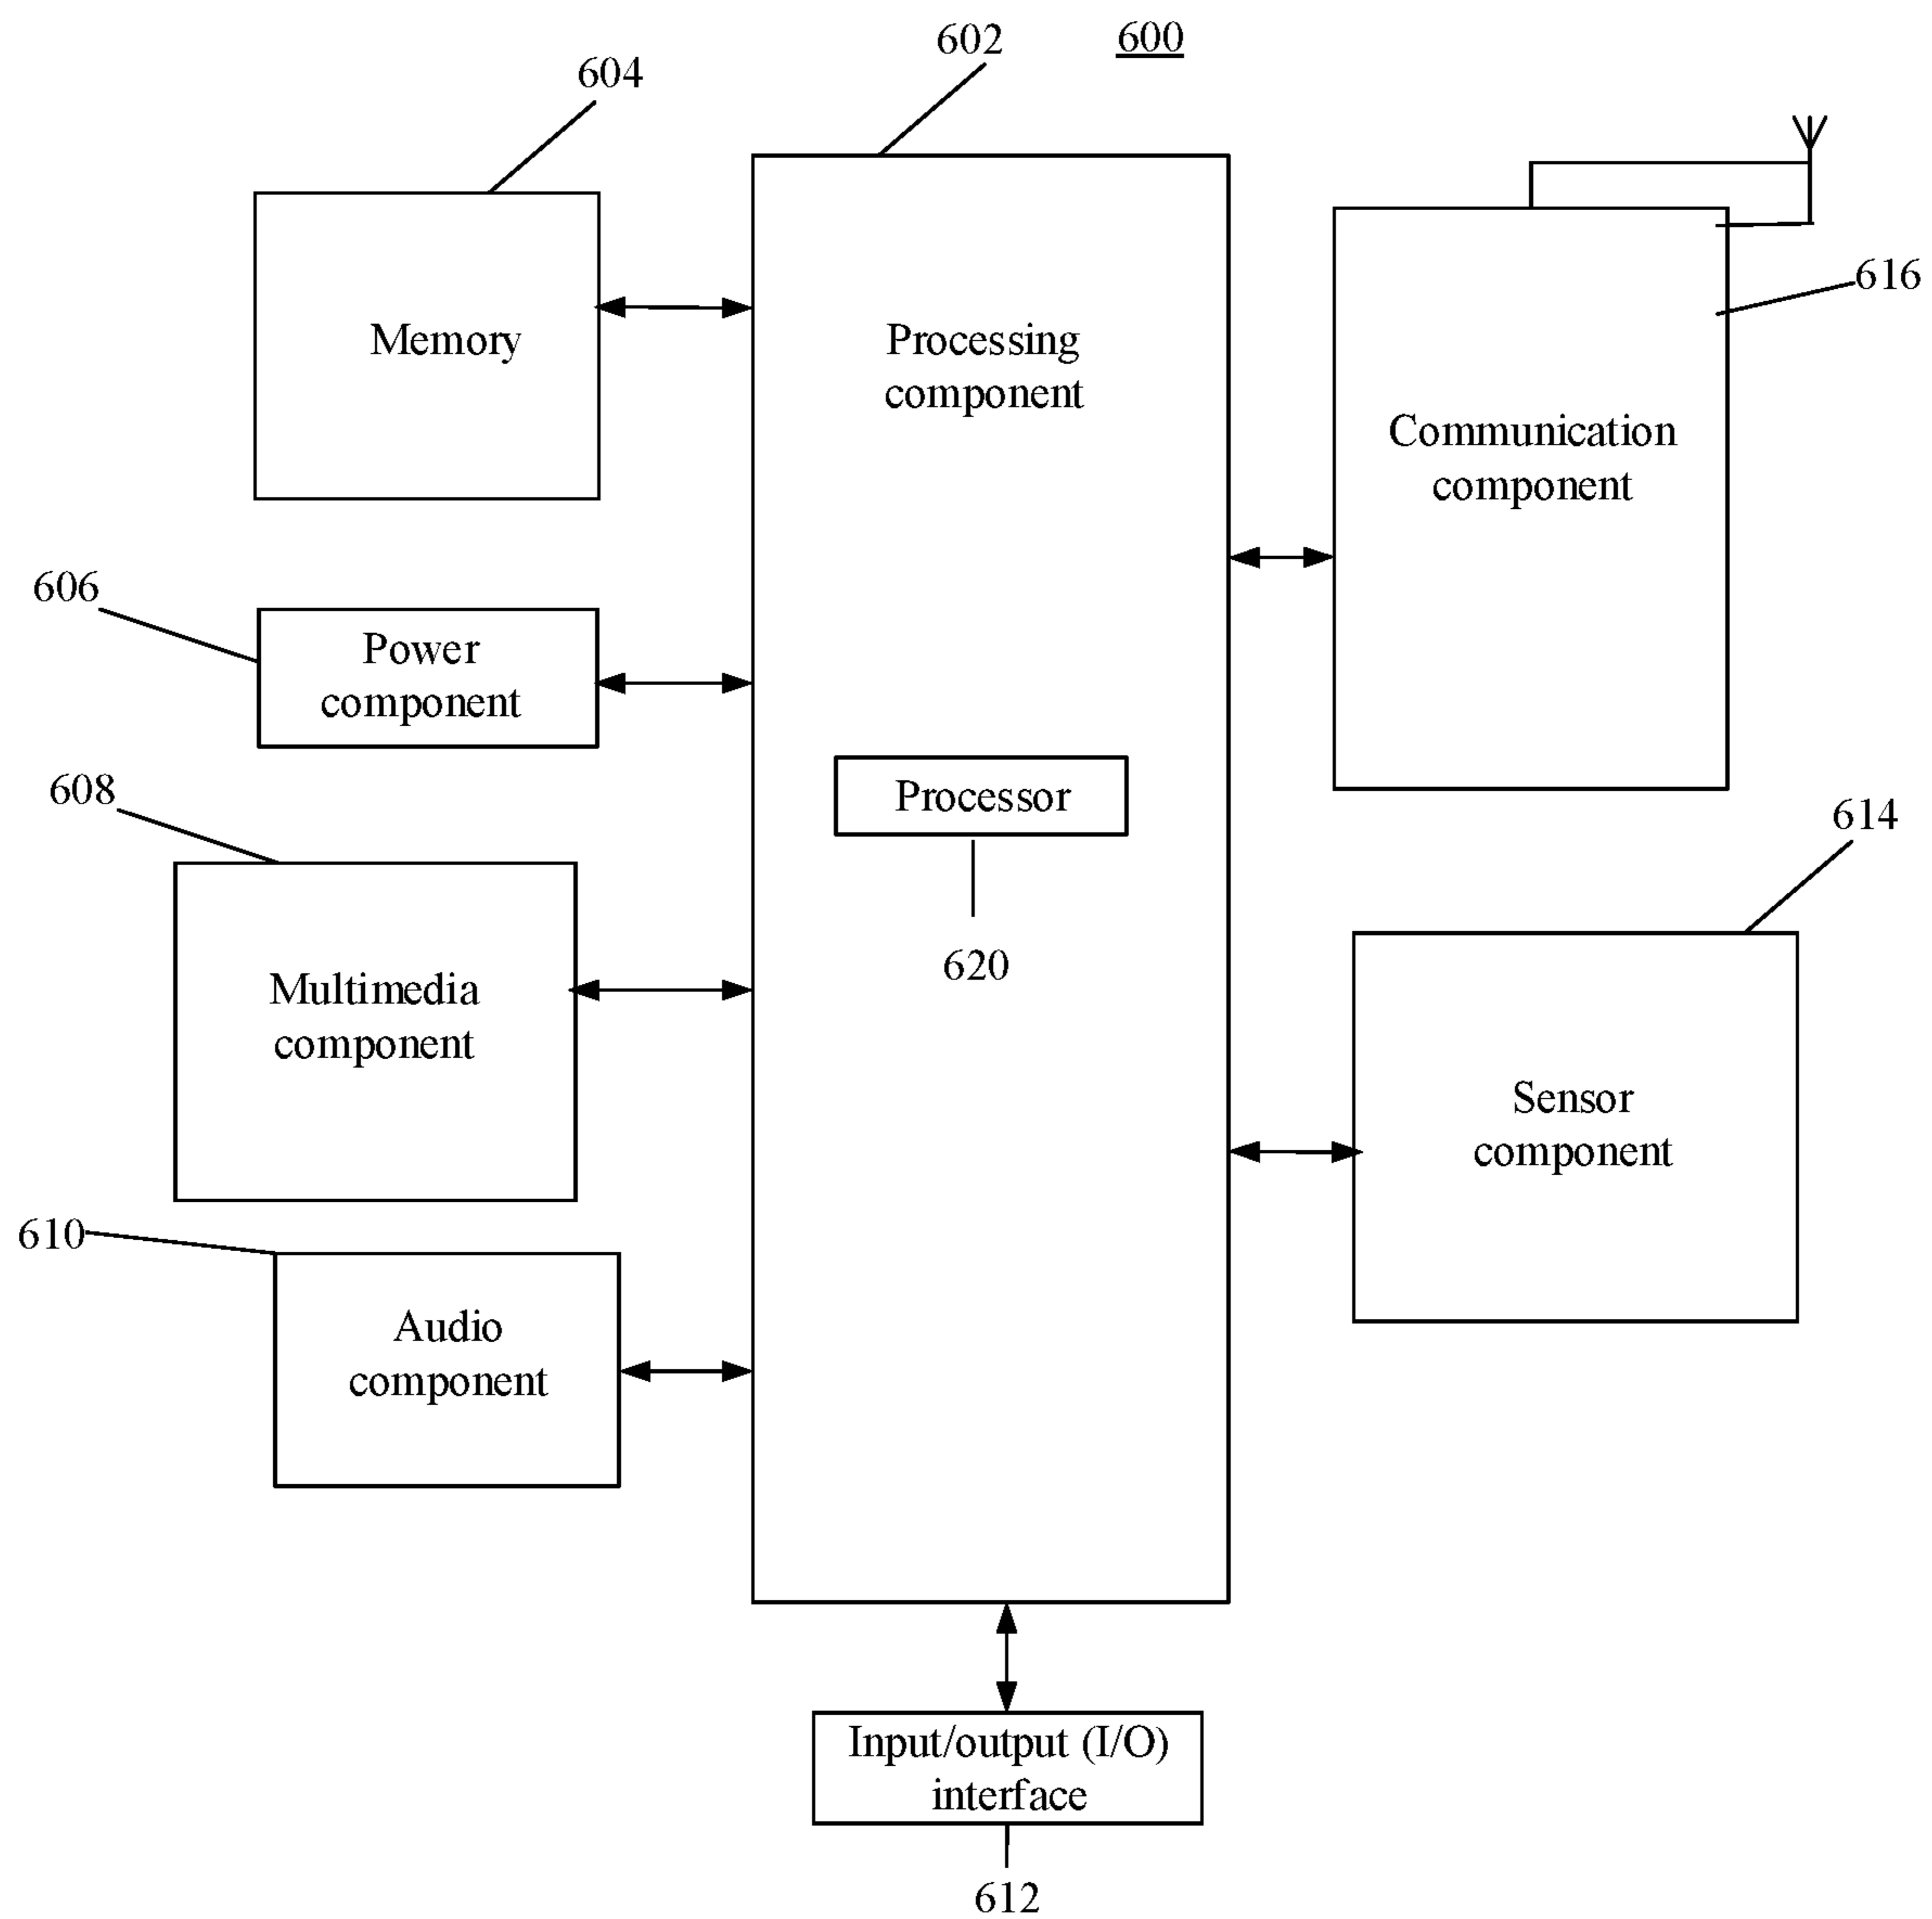 602
600
604
Memory
Processing
component
616
Communication
component
606
Power
component
608
Processor
614
620
Multimedia
component
Sensor
component
610
Audio
component
Input/output (I/O)
interface
612